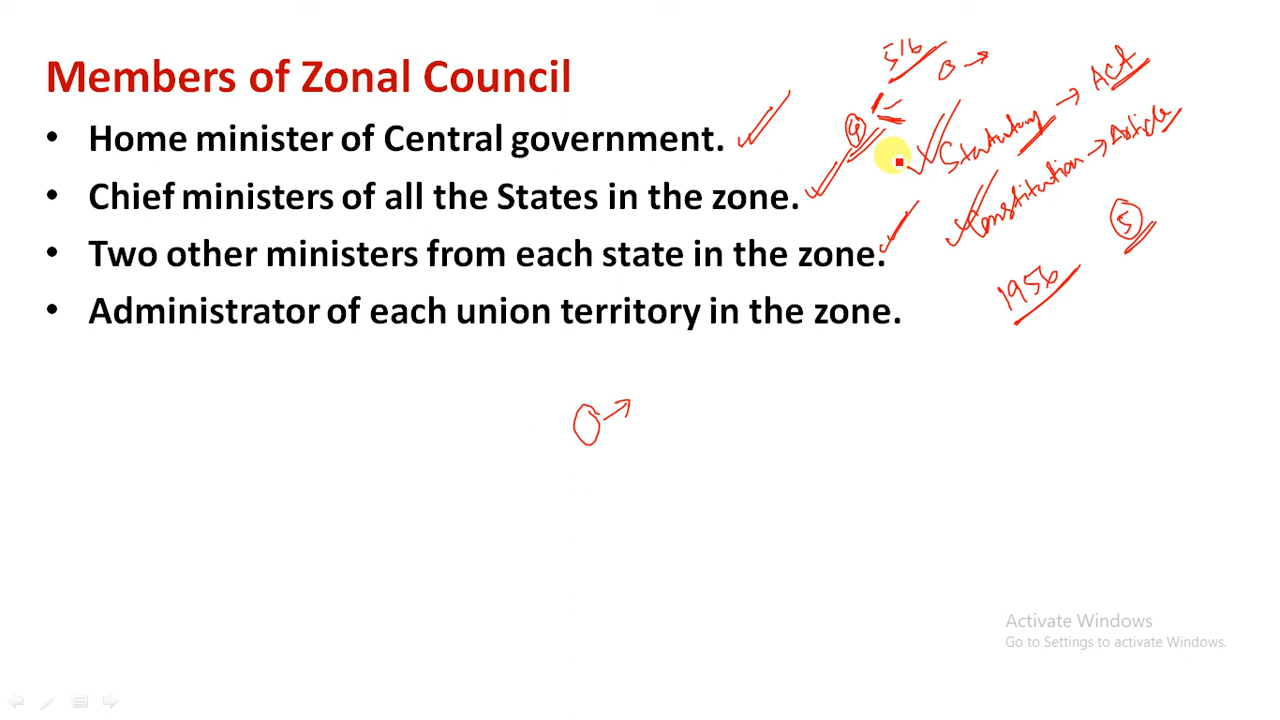 Members of Zonal Council
• Home minister of Central government.
• Chief ministers of all the States in the zone.
• Two other ministers from each state in the zone.
• Administrator of each union territory in the zone.
516
Statutory → Act
Constitution → Article
5
1956
Activate Windows
Go to Settings to activate Windows.